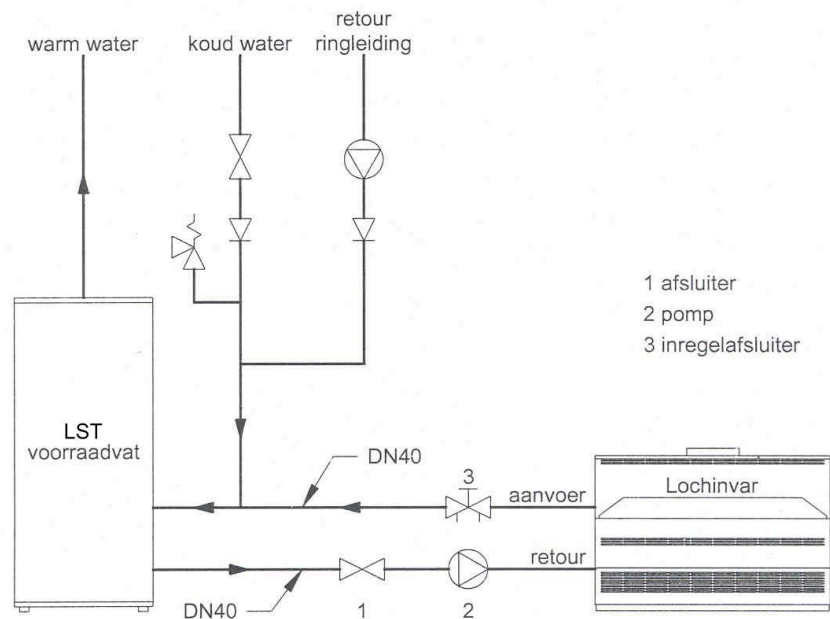 retour
warm water
koud water
ringleiding
1 afsluiter
2 pomp
3 inregelafsluiter
LST
voorraadvat
DN40
3
aanvoer
Lochinvar
retour
DN40
1
2